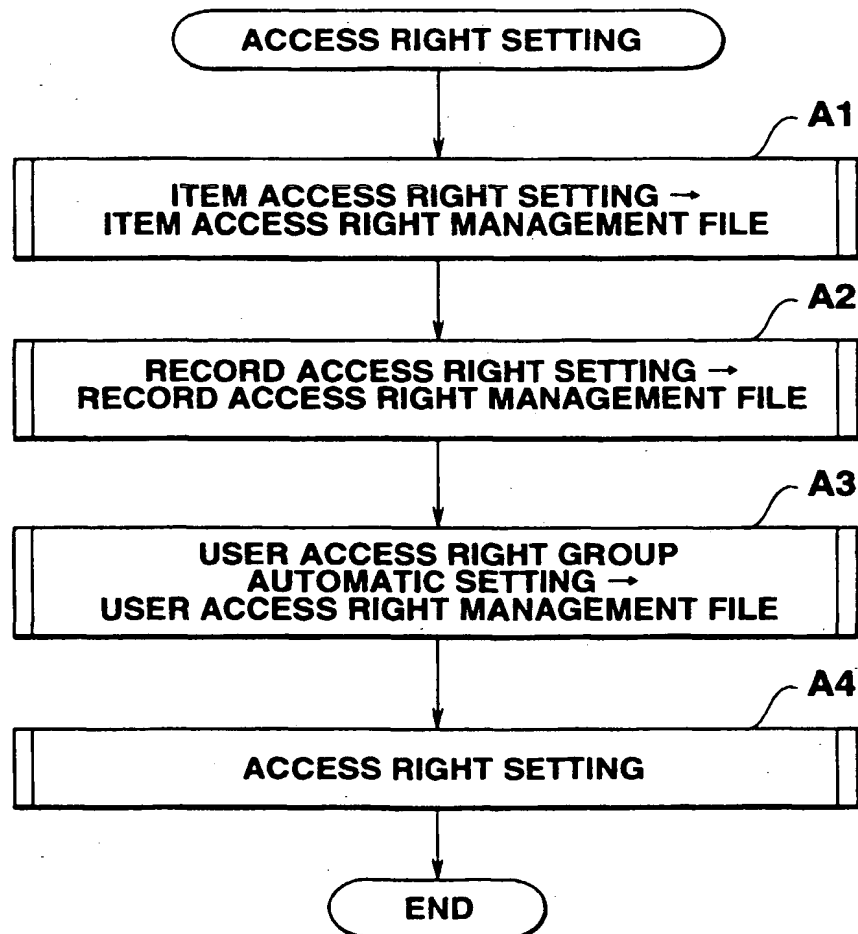 ACCESS RIGHT SETTING
A1
ITEM ACCESS RIGHT SETTING →
ITEM ACCESS RIGHT MANAGEMENT FILE
A2
RECORD ACCESS RIGHT SETTING →
RECORD ACCESS RIGHT MANAGEMENT FILE
A3
USER ACCESS RIGHT GROUP
AUTOMATIC SETTING →
USER ACCESS RIGHT MANAGEMENT FILE
A4
ACCESS RIGHT SETTING
END